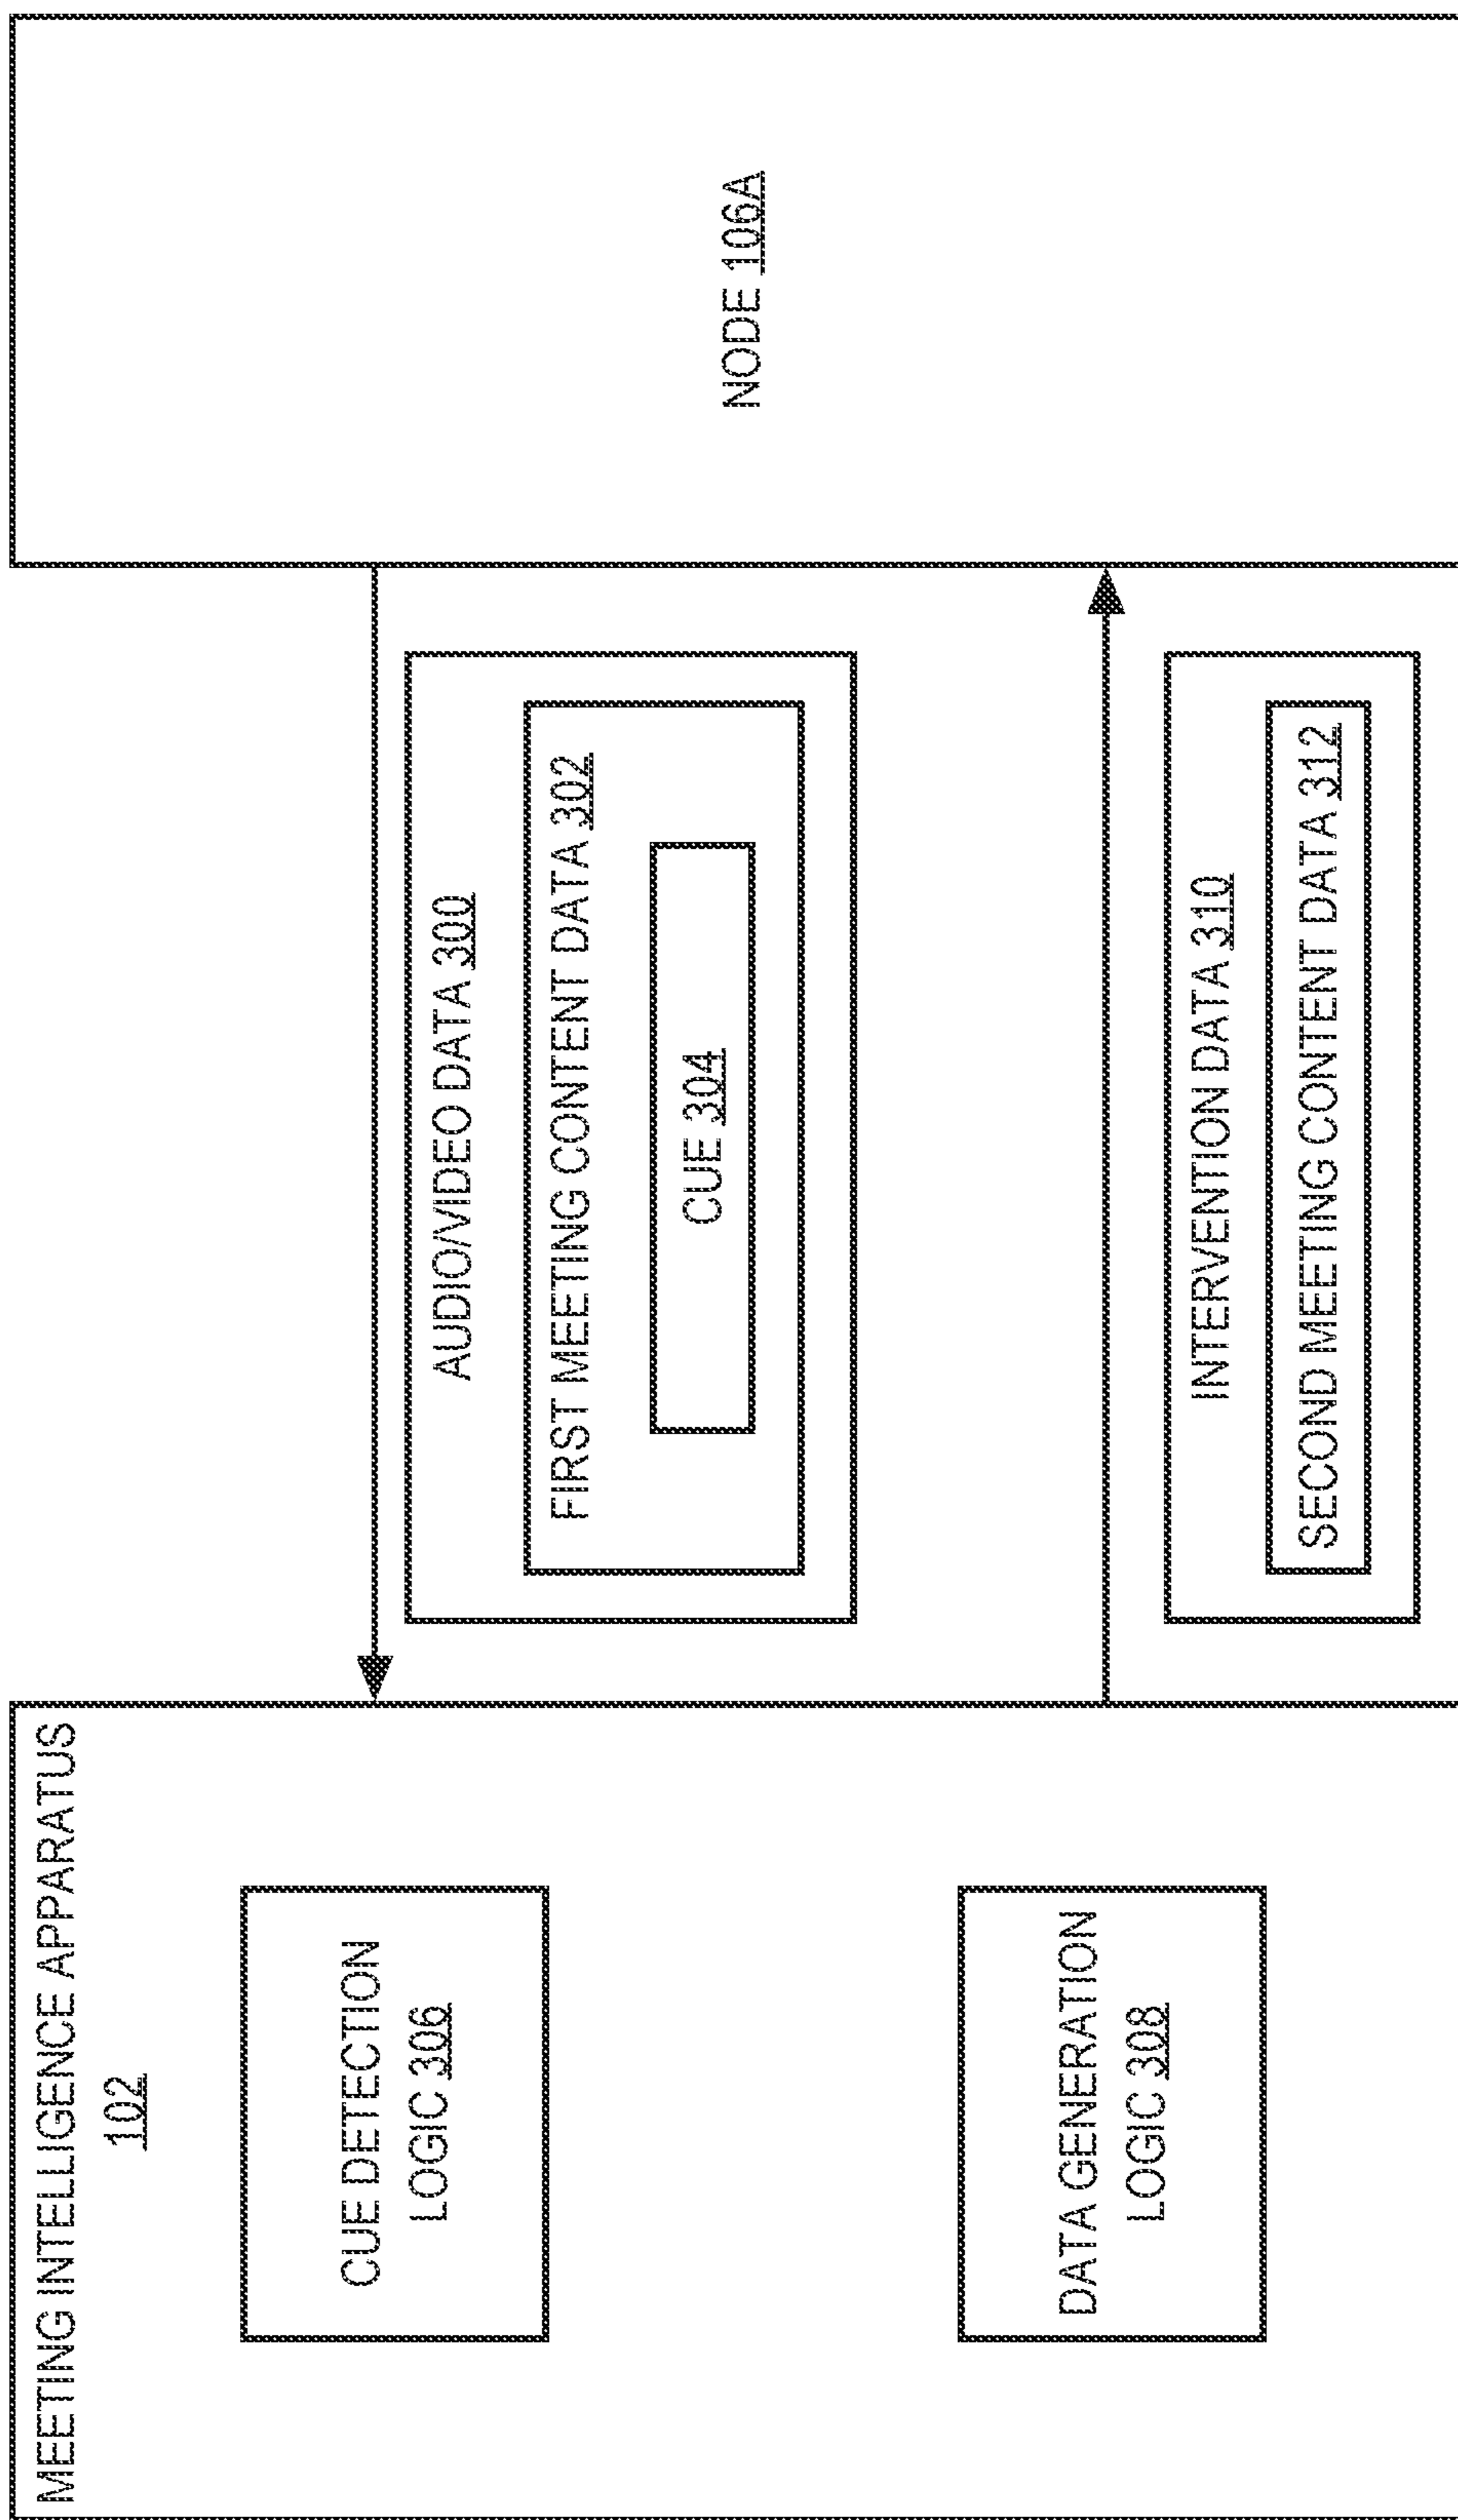 MEETING INTELLIGENCE APPARATUS
102
CUE DETECTION
LOGIC 306
DATA GENERATION
LOGIC 308
AUDIO/VIDEO DATA 300
FIRST MEETING CONTENT DATA 302
CUE 304
INTERVENTION DATA 310
SECOND MEETING CONTENT DATA 312
NODE 106A